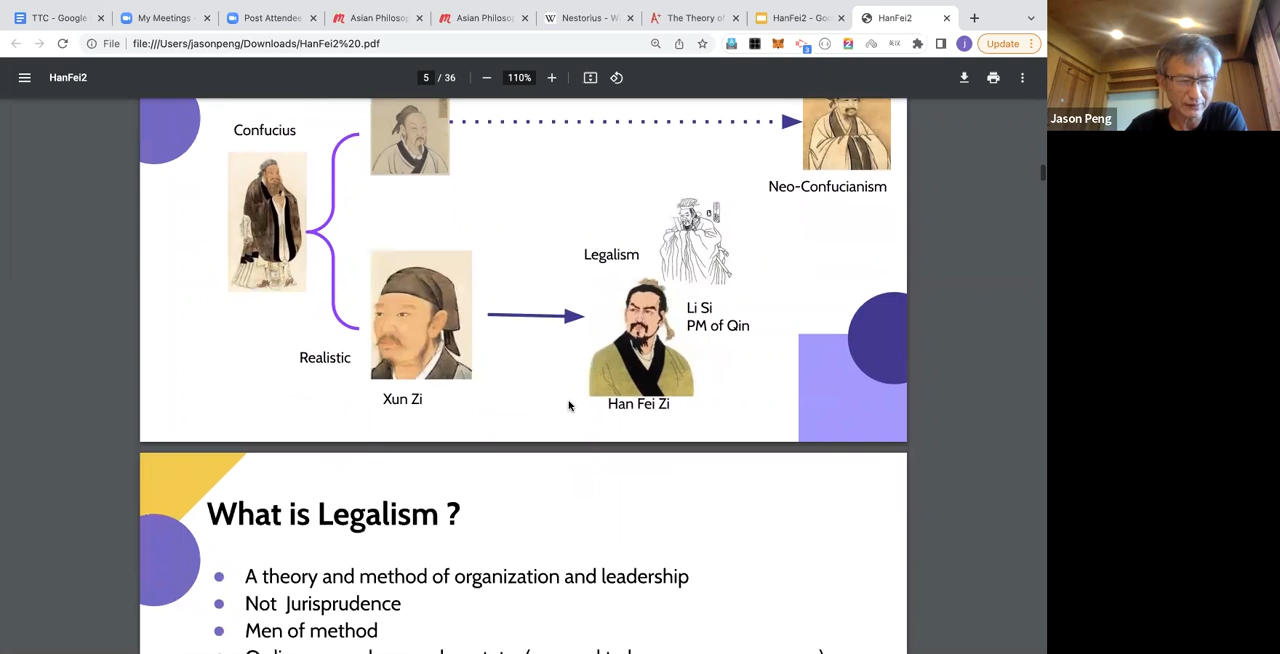 TTC - Google
My Meetings -
Post Attendee
Asian Philosop
Asian Philosop
Nestorius - W
The Theory of
HanFei2 - Goo
HanFei2
File
file:///Users/jasonpeng/Downloads/HanFei2%20.pdf
Update
HanFei2
5 / 36
110%
Jason Peng
Confucius
Neo-Confucianism
Legalism
Li Si
PM of Qin
Realistic
Xun Zi
Han Fei Zi
What is Legalism ?
A theory and method of organization and leadership
Not Jurisprudence
Men of method